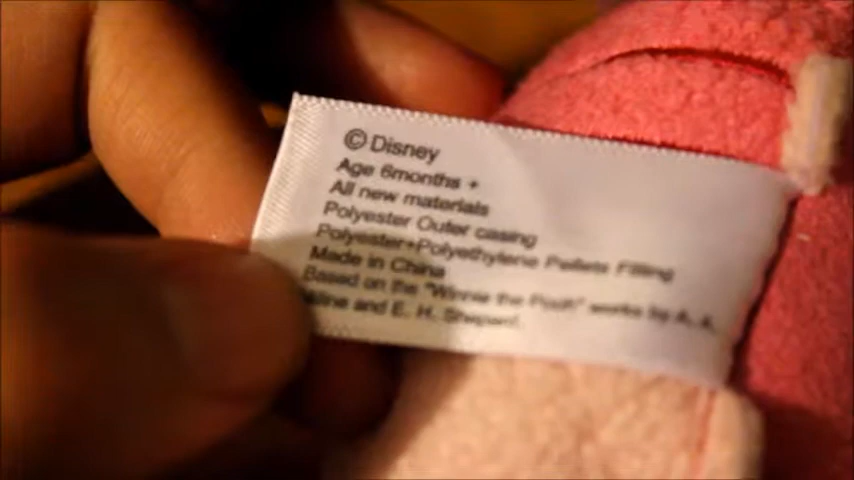 © Disney
Age 6months +
All new materials
Polyester Outer casing
Polyester+Polyethylene Pellets Filling
Made in China
Based on the "Winnie the Pooh" works by A. A.
Milne and E. H. Shepard.